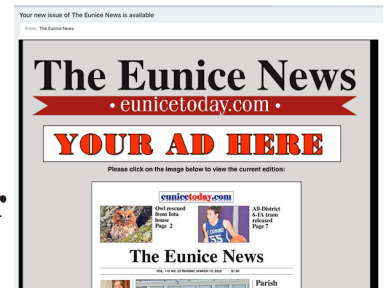 Your new issue of The Eunice News is available
From: The Eunice News
The Eunice News
• eunicetoday.com •
YOUR AD HERE
Please click on the image below to view the current edition:
eunicetoday.com
Owl rescued
from Iota
house
Page 2
All-District
6-1A team
released
Page 7
The Eunice News
Parish